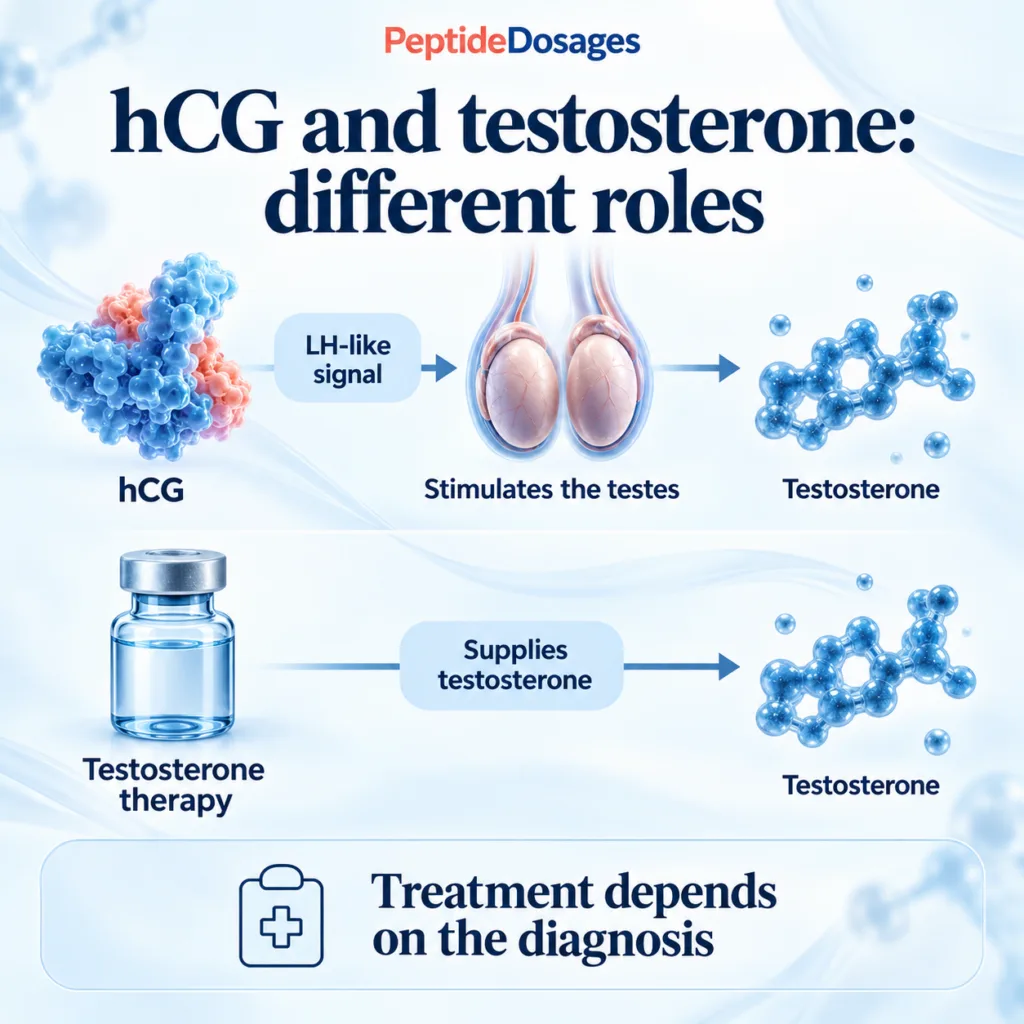 PeptideDosages
hCG and testosterone:
different roles
LH-like
signal
hCG
Stimulates the testes
Testosterone
Supplies
testosterone
Testosterone
therapy
Testosterone
Treatment depends
on the diagnosis